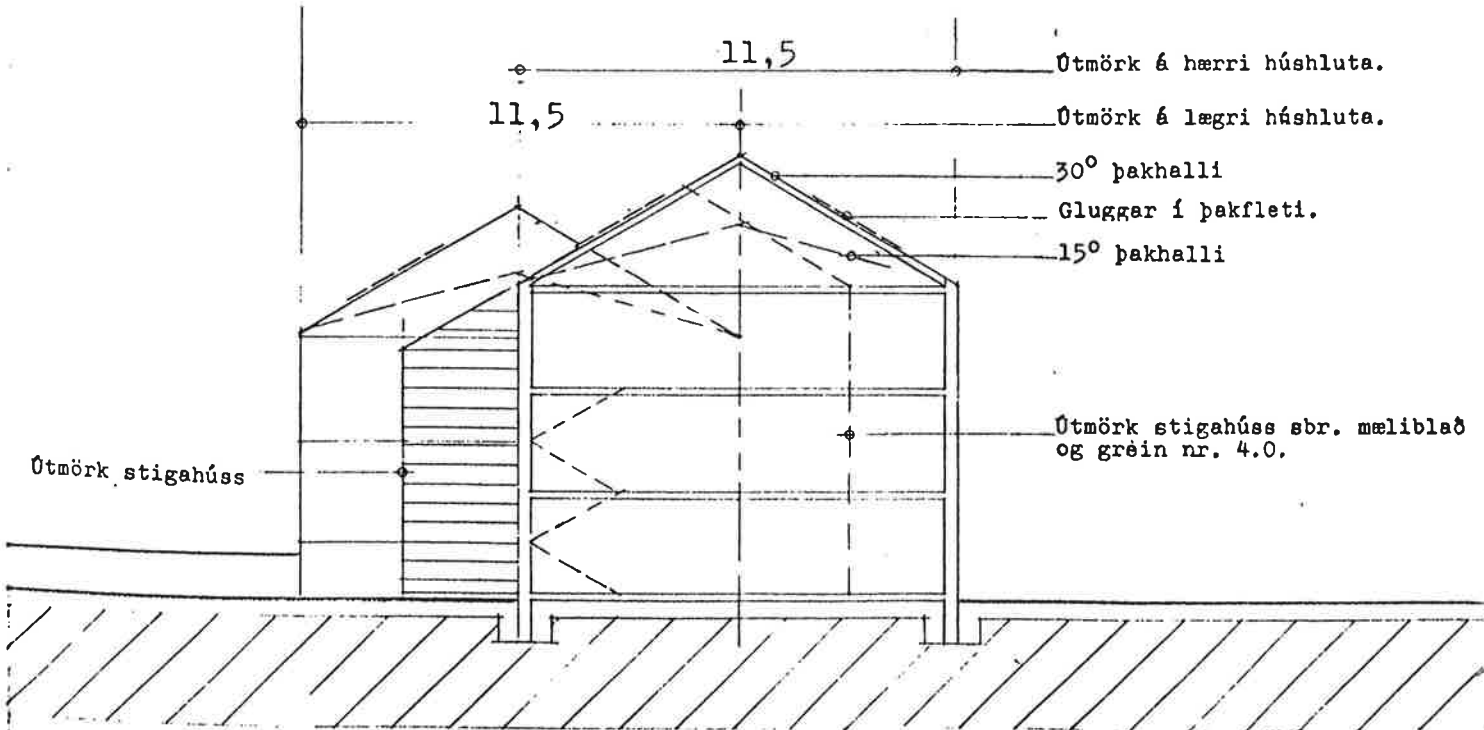 11,5
Útmörk á hærri húshluta.
11,5
Útmörk á lægri húshluta.
30° þakhalli
Gluggar í þakfleti.
15° þakhalli
Útmörk stigahúss sbr. mæliblað
og gréin nr. 4.0.
Útmörk stigahúss